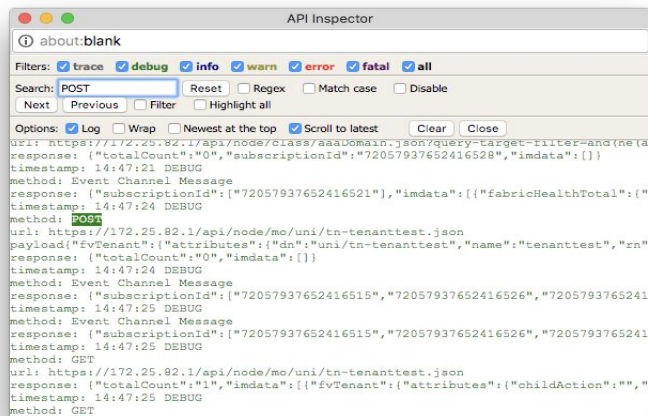 API Inspector
about:blank
Filters: trace debug info warn error fatal all
Search: POST Reset Regex Match case Disable
Next Previous Filter Highlight all
Options: Log Wrap Newest at the top Scroll to latest Clear Close
url: https://172.25.82.1/api/node/class/aaaDomain.json?query-target-filter=and(ne(a
response: {"totalCount":"0","subscriptionId":"72057937652416528","imdata":[]}
timestamp: 14:47:21 DEBUG
method: Event Channel Message
response: {"subscriptionId":["72057937652416521"],"imdata":[{"fabricHealthTotal":{"
timestamp: 14:47:24 DEBUG
method: POST
url: https://172.25.82.1/api/node/mo/uni/tn-tenanttest.json
payload{"fvTenant":{"attributes":{"dn":"uni/tn-tenanttest","name":"tenanttest","rn"
response: {"totalCount":"0","imdata":[]}
timestamp: 14:47:24 DEBUG
method: Event Channel Message
response: {"subscriptionId":["72057937652416515","72057937652416526","7205793765241
timestamp: 14:47:25 DEBUG
method: Event Channel Message
response: {"subscriptionId":["72057937652416515","72057937652416526","7205793765241
timestamp: 14:47:25 DEBUG
method: GET
url: https://172.25.82.1/api/node/mo/uni/tn-tenanttest.json
response: {"totalCount":"1","imdata":[{"fvTenant":{"attributes":{"childAction":"","
timestamp: 14:47:25 DEBUG
method: GET